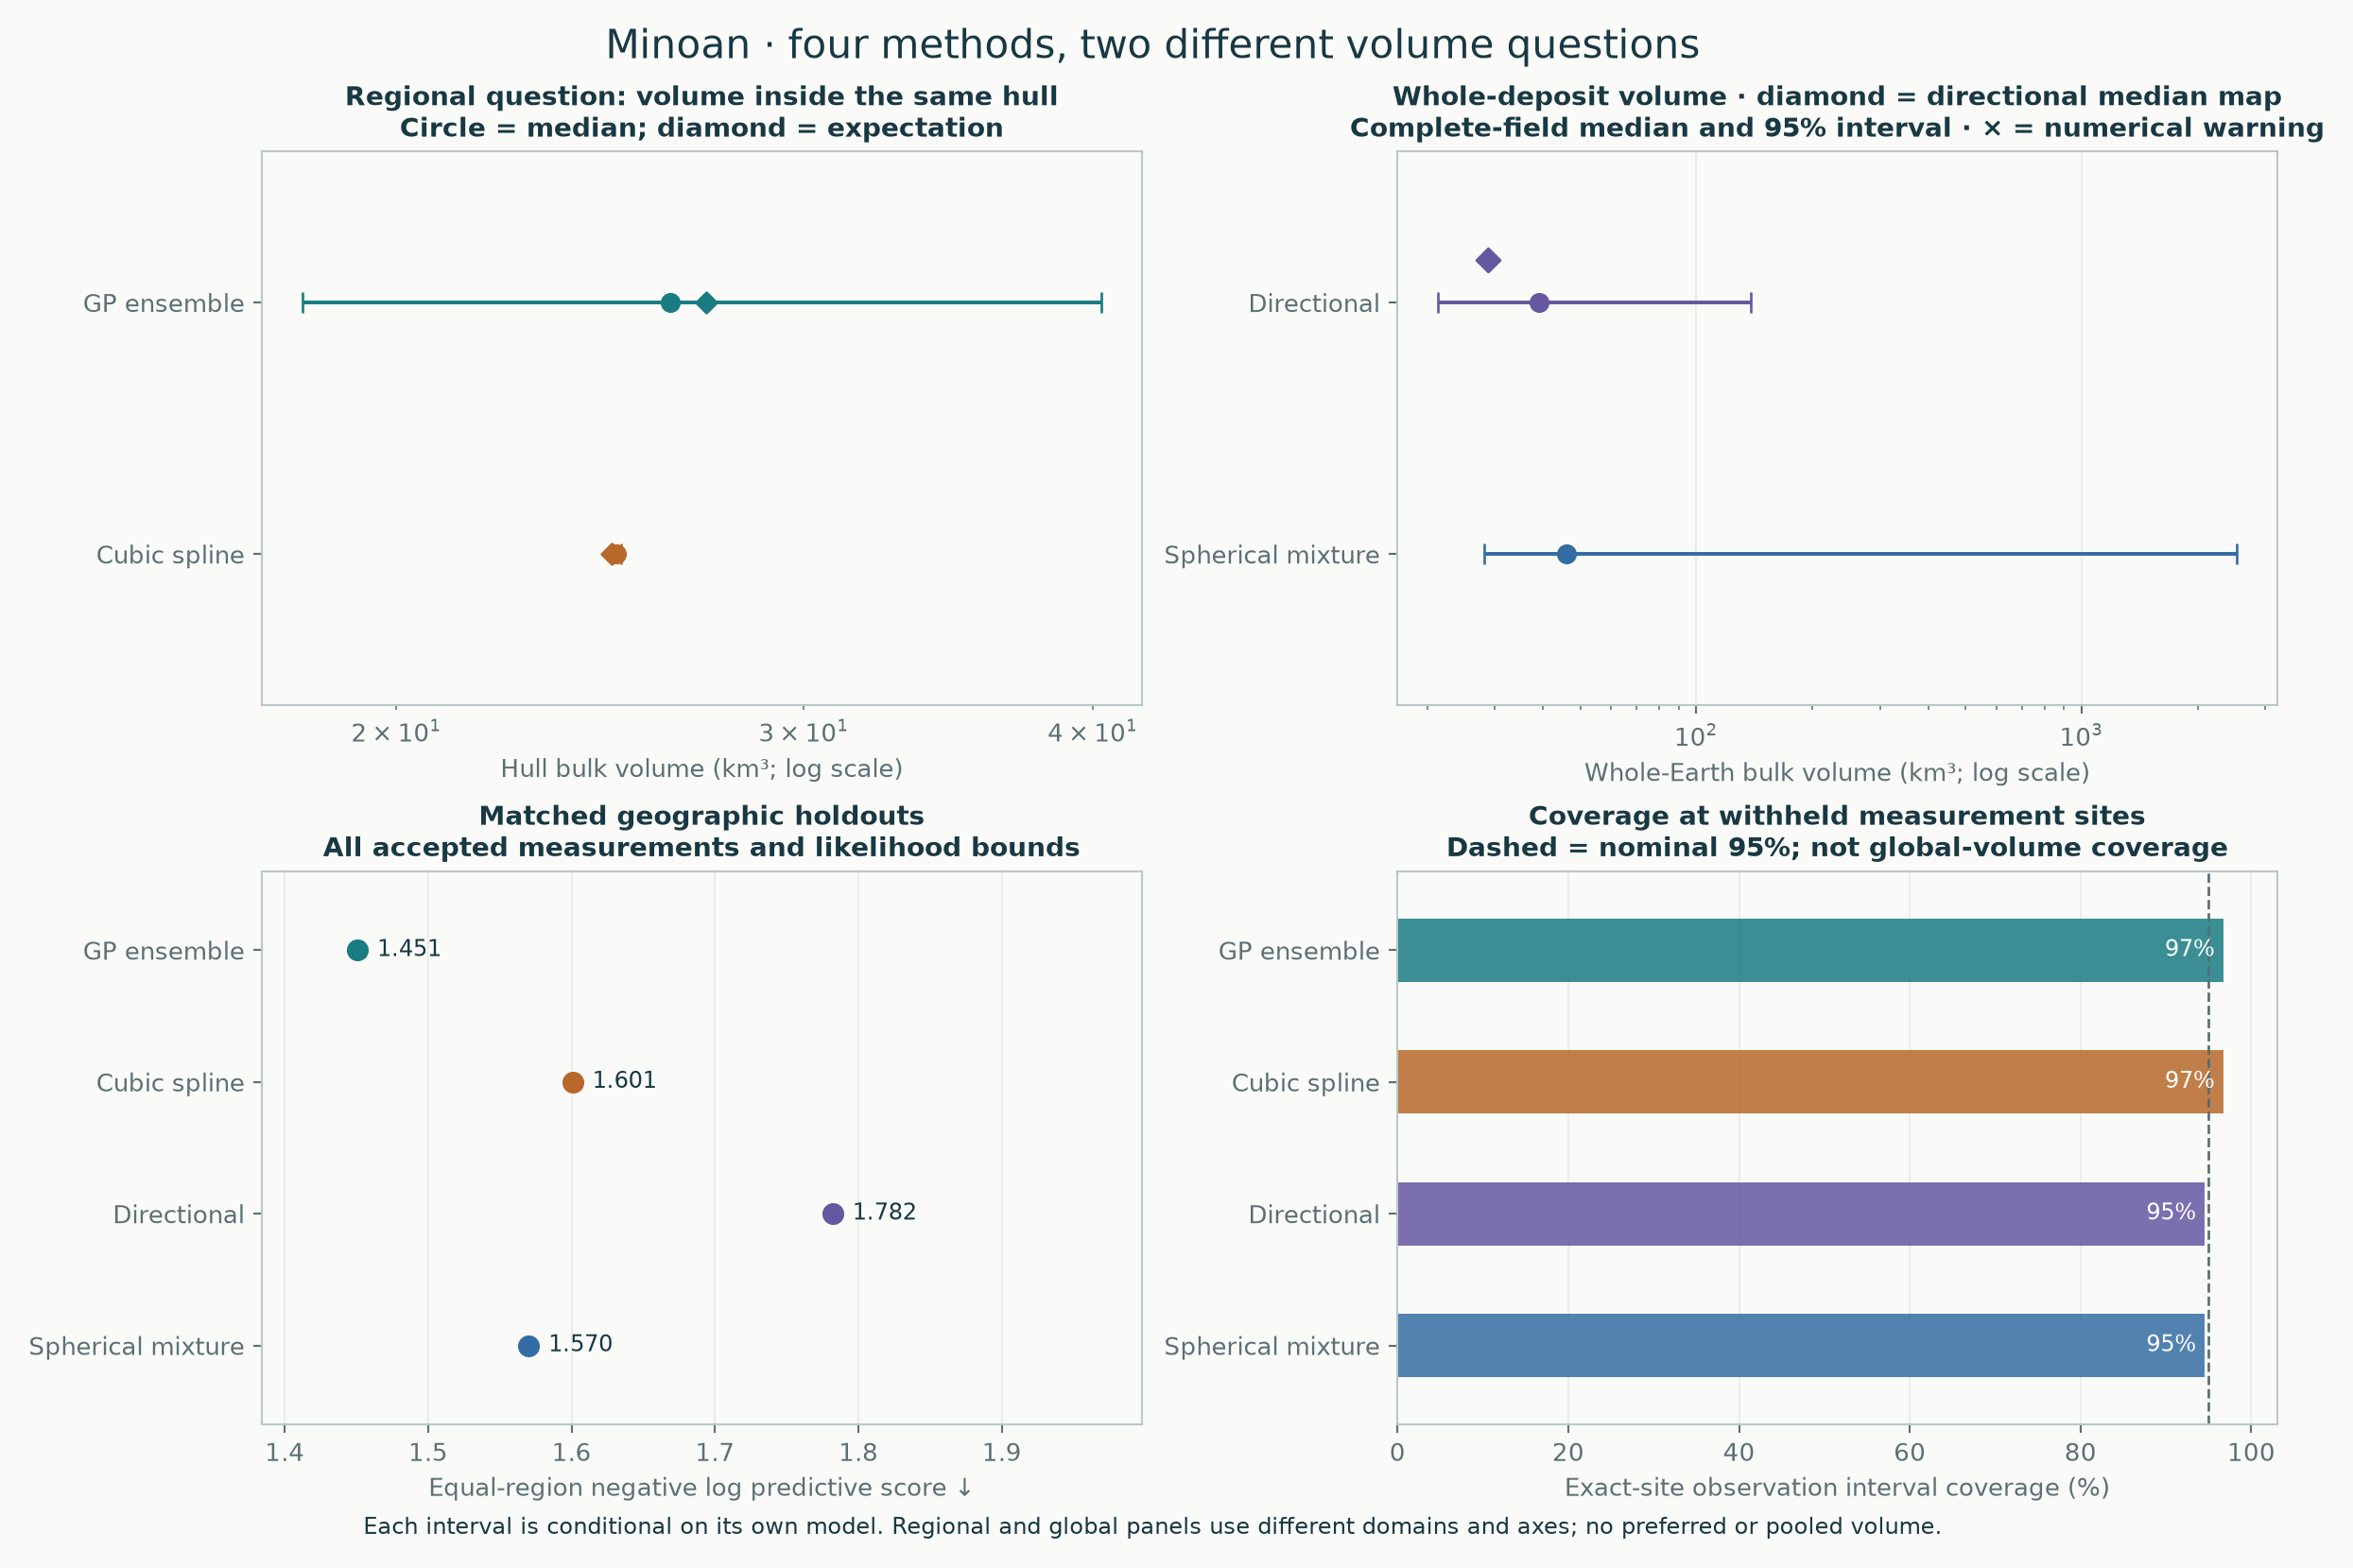 Minoan · four methods, two different volume questions
Regional question: volume inside the same hull
Circle = median; diamond = expectation
GP ensemble
Cubic spline
2 × 10¹
3 × 10¹
4 × 10¹
Hull bulk volume (km³; log scale)
Whole-deposit volume · diamond = directional median map
Complete-field median and 95% interval · × = numerical warning
Directional
Spherical mixture
10²
10³
Whole-Earth bulk volume (km³; log scale)
Matched geographic holdouts
All accepted measurements and likelihood bounds
GP ensemble
1.451
Cubic spline
1.601
Directional
1.782
Spherical mixture
1.570
1.4
1.5
1.6
1.7
1.8
1.9
Equal-region negative log predictive score ↓
Coverage at withheld measurement sites
Dashed = nominal 95%; not global-volume coverage
GP ensemble
97%
Cubic spline
97%
Directional
95%
Spherical mixture
95%
0
20
40
60
80
100
Exact-site observation interval coverage (%)
Each interval is conditional on its own model. Regional and global panels use different domains and axes; no preferred or pooled volume.